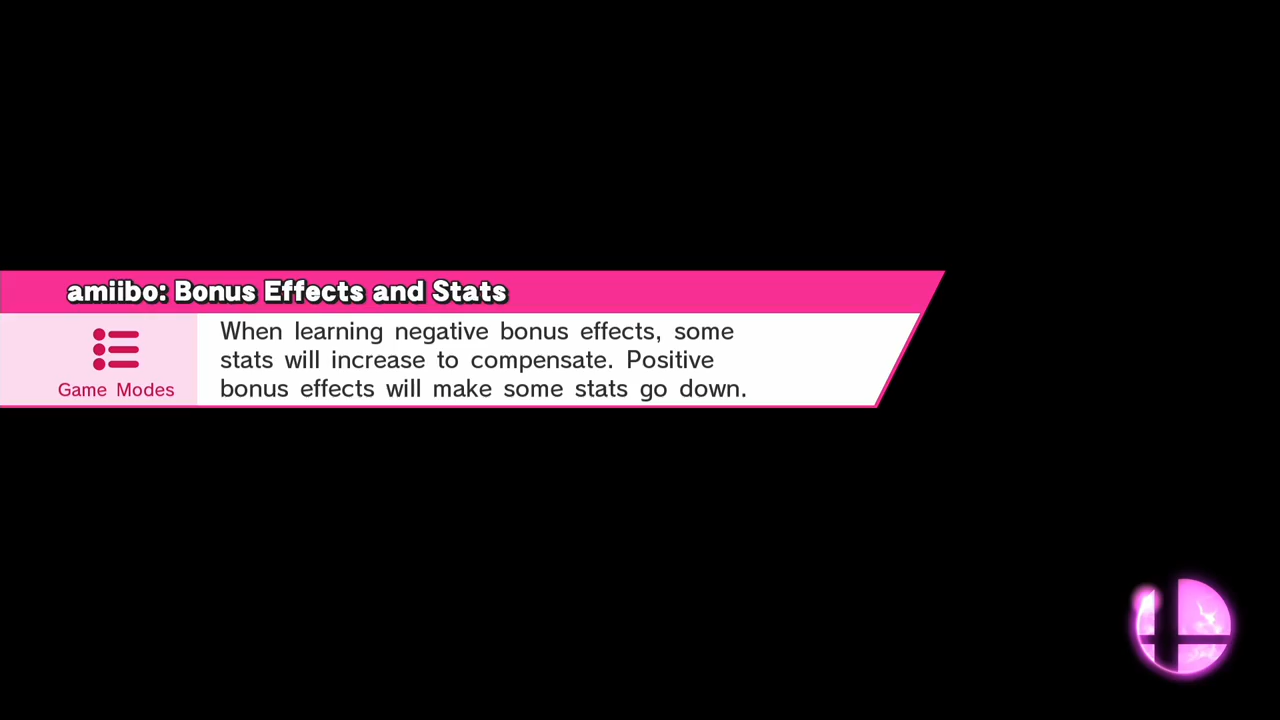 amiibo: Bonus Effects and Stats
When learning negative bonus effects, some
stats will increase to compensate. Positive
bonus effects will make some stats go down.
Game Modes